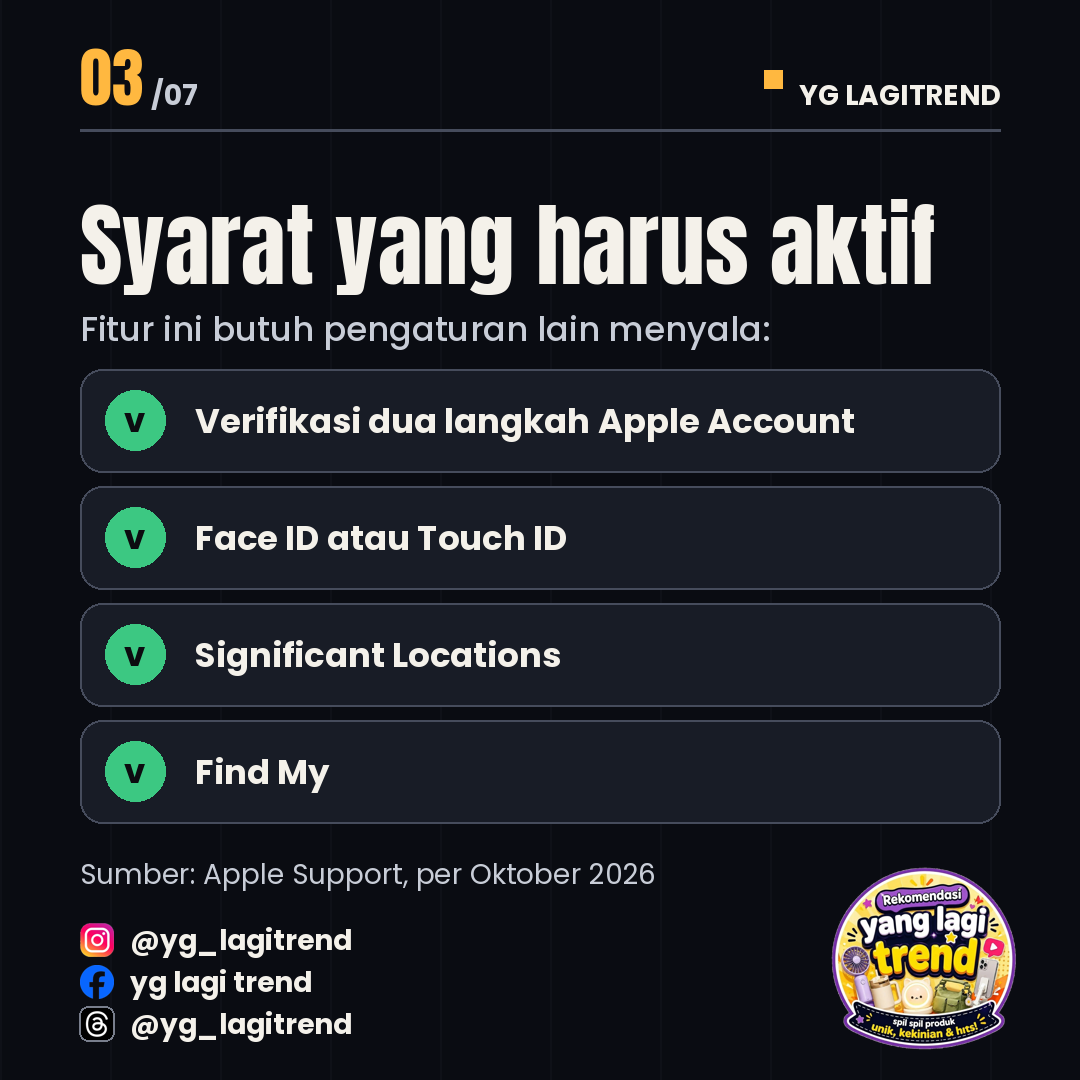 03 /07
YG LAGITREND
Syarat yang harus aktif
Fitur ini butuh pengaturan lain menyala:
v Verifikasi dua langkah Apple Account
v Face ID atau Touch ID
v Significant Locations
v Find My
Sumber: Apple Support, per Oktober 2026
@yg_lagitrend
yg lagi trend
@yg_lagitrend
Rekomendasi
yang lagi
trend
spil spil produk
unik, kekinian & hits!